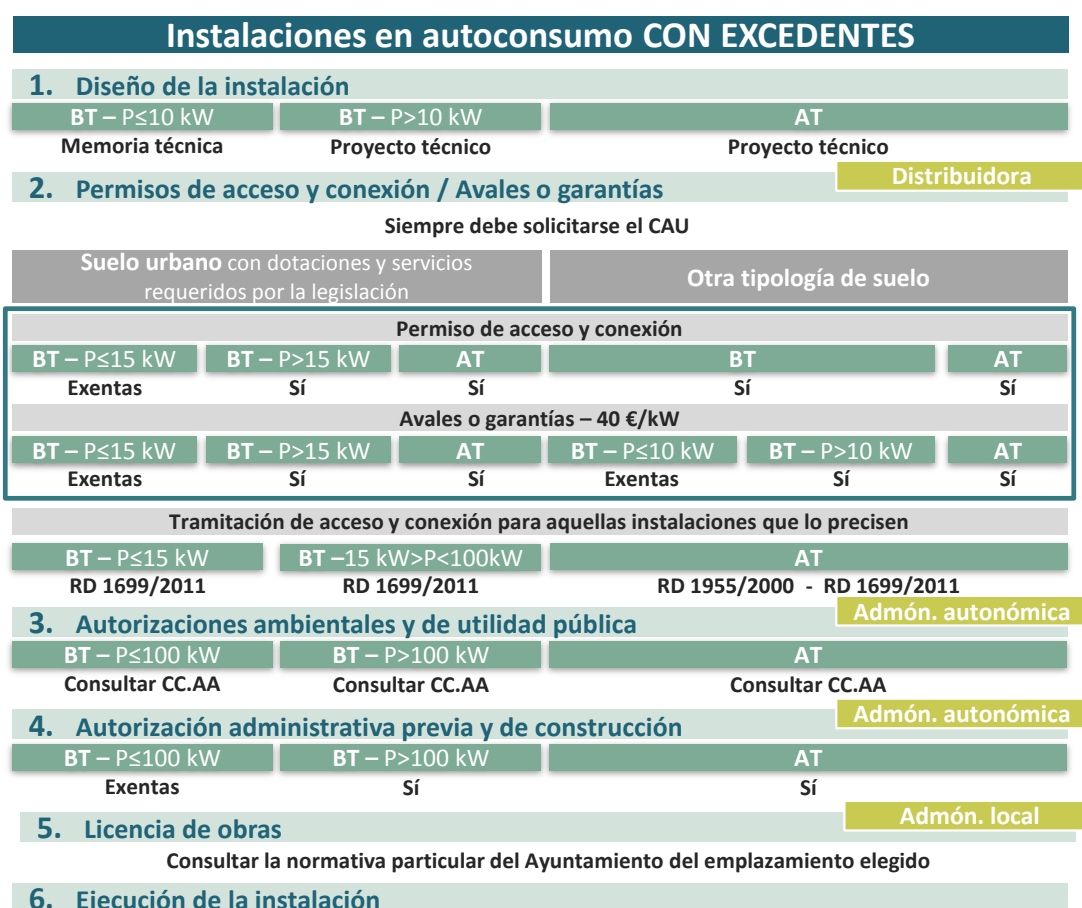 Instalaciones en autoconsumo CON EXCEDENTES
1. Diseño de la instalación
BT – P≤10 kW
BT – P>10 kW
AT
Memoria técnica
Proyecto técnico
Proyecto técnico
Distribuidora
2. Permisos de acceso y conexión / Avales o garantías
Siempre debe solicitarse el CAU
Suelo urbano con dotaciones y servicios
requeridos por la legislación
Otra tipología de suelo
Permiso de acceso y conexión
BT – P≤15 kW
BT – P>15 kW
AT
BT
AT
Exentas
Sí
Sí
Sí
Sí
Avales o garantías – 40 €/kW
BT – P≤15 kW
BT – P>15 kW
AT
BT – P≤10 kW
BT – P>10 kW
AT
Exentas
Sí
Sí
Exentas
Sí
Sí
Tramitación de acceso y conexión para aquellas instalaciones que lo precisen
BT – P≤15 kW
BT –15 kW>P<100kW
AT
RD 1699/2011
RD 1699/2011
RD 1955/2000 - RD 1699/2011
Admón. autonómica
3. Autorizaciones ambientales y de utilidad pública
BT – P≤100 kW
BT – P>100 kW
AT
Consultar CC.AA
Consultar CC.AA
Consultar CC.AA
Admón. autonómica
4. Autorización administrativa previa y de construcción
BT – P≤100 kW
BT – P>100 kW
AT
Exentas
Sí
Sí
Admón. local
5. Licencia de obras
Consultar la normativa particular del Ayuntamiento del emplazamiento elegido
6. Ejecución de la instalación